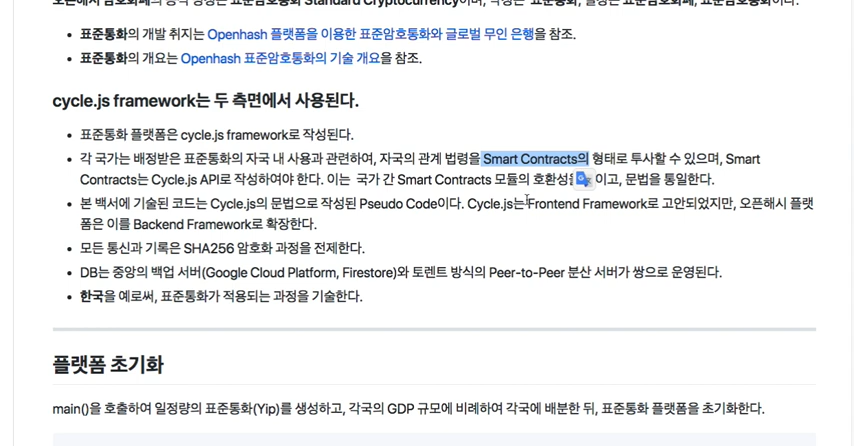 표준통화의 개발 취지는 Openhash 플랫폼을 이용한 표준암호통화와 글로벌 무인 은행을 참조.
표준통화의 개요는 Openhash 표준암호통화의 기술 개요을 참조.
cycle.js framework는 두 측면에서 사용된다.
표준통화 플랫폼은 cycle.js framework로 작성된다.
각 국가는 배정받은 표준통화의 자국 내 사용과 관련하여, 자국의 관계 법령을 Smart Contracts의 형태로 투사할 수 있으며, Smart
Contracts는 Cycle.js API로 작성하여야 한다. 이는 국가 간 Smart Contracts 모듈의 호환성 이고, 문법을 통일한다.
본 백서에 기술된 코드는 Cycle.js의 문법으로 작성된 Pseudo Code이다. Cycle.js는 Frontend Framework로 고안되었지만, 오픈해시 플랫
폼은 이를 Backend Framework로 확장한다.
모든 통신과 기록은 SHA256 암호화 과정을 전제한다.
DB는 중앙의 백업 서버(Google Cloud Platform, Firestore)와 토렌트 방식의 Peer-to-Peer 분산 서버가 쌍으로 운영된다.
한국을 예로써, 표준통화가 적용되는 과정을 기술한다.
플랫폼 초기화
main()을 호출하여 일정량의 표준통화(Yip)를 생성하고, 각국의 GDP 규모에 비례하여 각국에 배분한 뒤, 표준통화 플랫폼을 초기화한다.